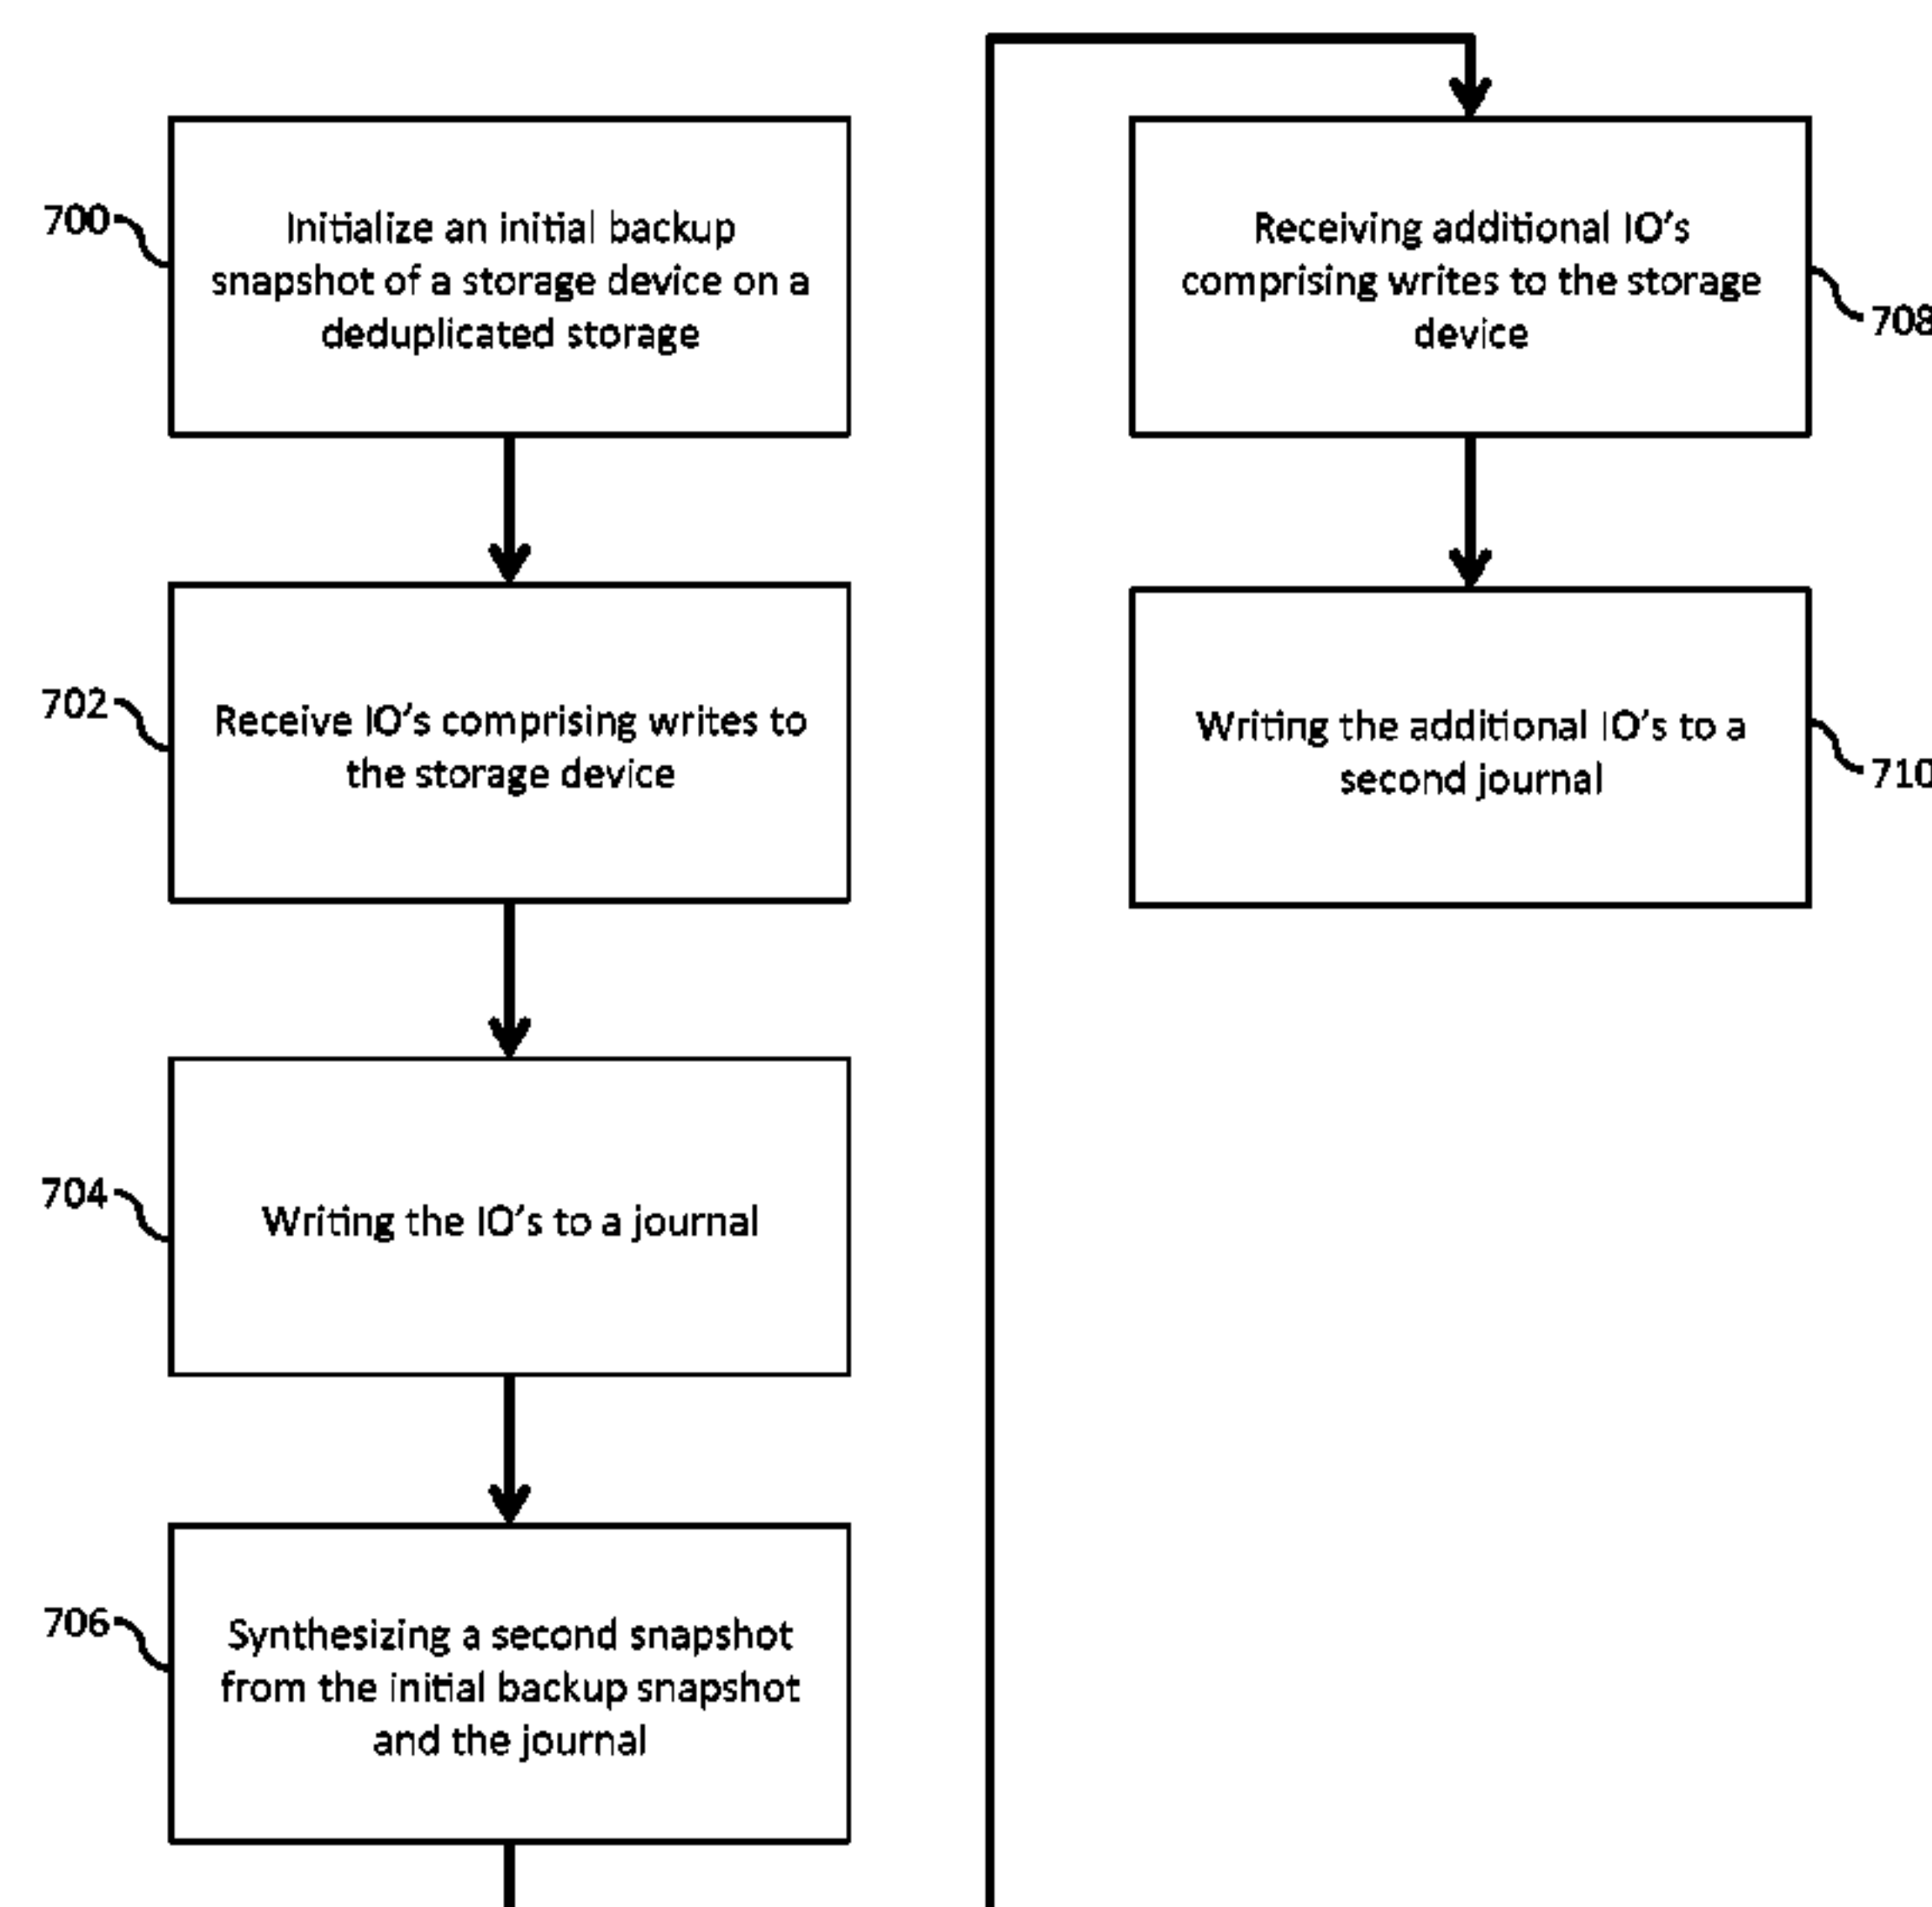 700
Initialize an initial backup
snapshot of a storage device on a
deduplicated storage
702
Receive IO's comprising writes to
the storage device
704
Writing the IO's to a journal
706
Synthesizing a second snapshot
from the initial backup snapshot
and the journal
Receiving additional IO's
comprising writes to the storage
device
708
Writing the additional IO's to a
second journal
710